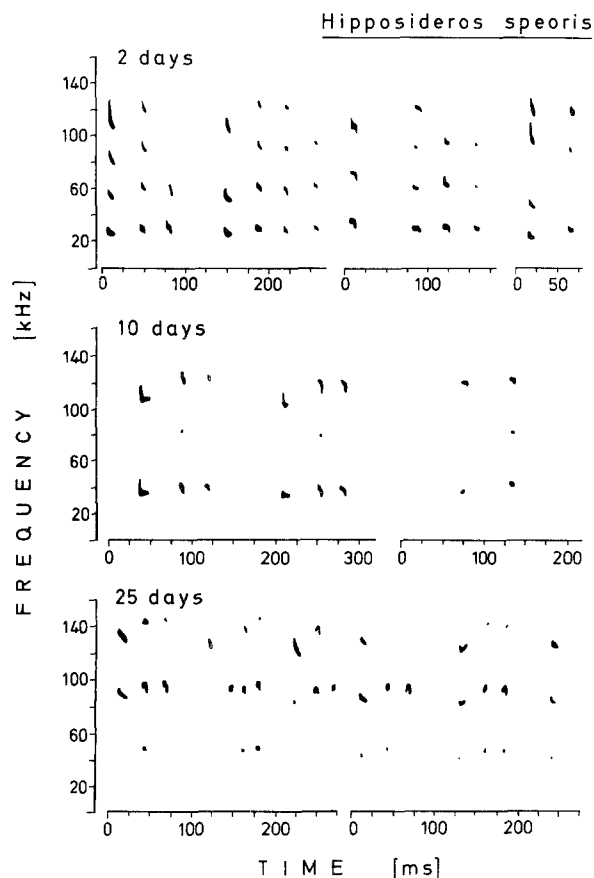 Hipposideros speoris
2 days
140
100
60
20
0 100 200 0 100 0 50
10 days
140
100
60
20
0 100 200 300 0 100 200
25 days
140
100
60
20
0 100 200 0 100 200
FREQUENCY [kHz]
TIME [ms]